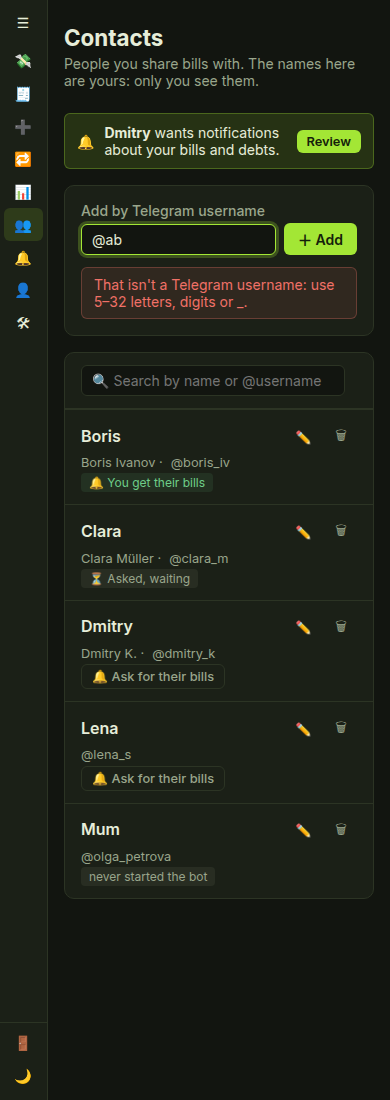 Contacts
People you share bills with. The names here
are yours: only you see them.
Dmitry wants notifications
about your bills and debts.
Review
Add by Telegram username
@ab
+ Add
That isn't a Telegram username: use
5–32 letters, digits or _.
Search by name or @username
Boris
Boris Ivanov · @boris_iv
You get their bills
Clara
Clara Müller · @clara_m
Asked, waiting
Dmitry
Dmitry K. · @dmitry_k
Ask for their bills
Lena
@lena_s
Ask for their bills
Mum
@olga_petrova
never started the bot